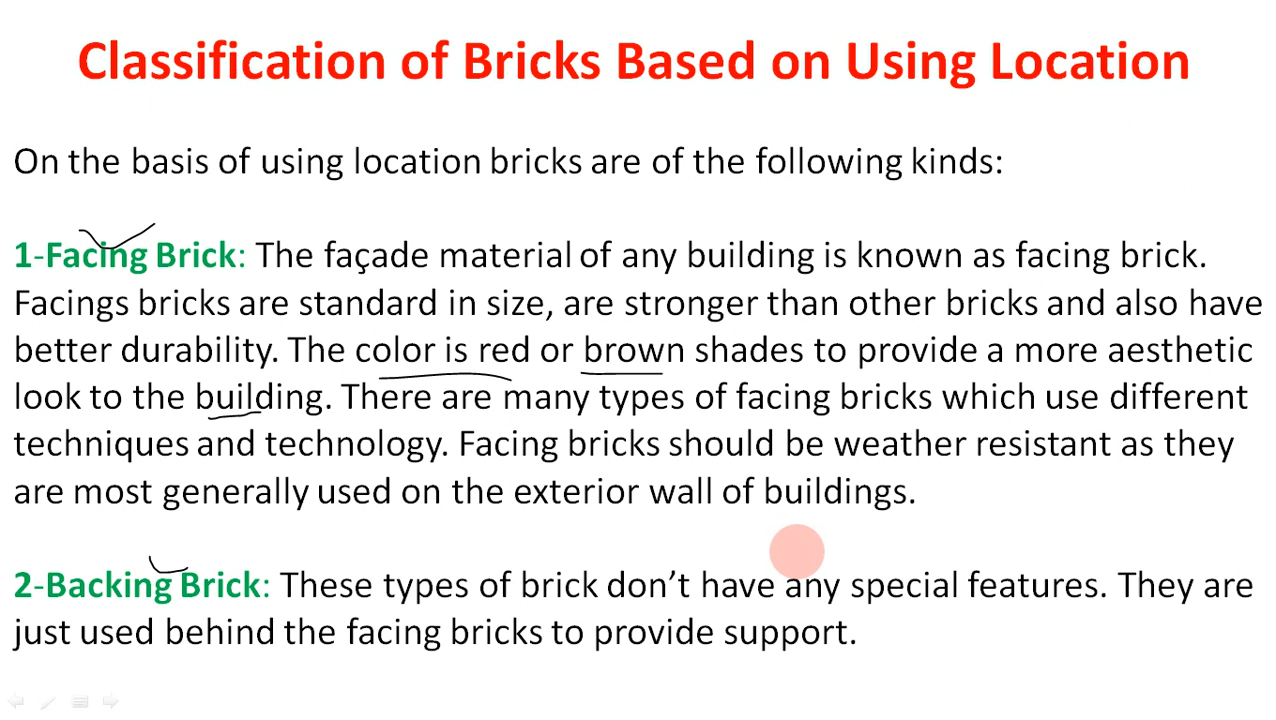 Classification of Bricks Based on Using Location
On the basis of using location bricks are of the following kinds:
1-Facing Brick: The façade material of any building is known as facing brick.
Facings bricks are standard in size, are stronger than other bricks and also have
better durability. The color is red or brown shades to provide a more aesthetic
look to the building. There are many types of facing bricks which use different
techniques and technology. Facing bricks should be weather resistant as they
are most generally used on the exterior wall of buildings.
2-Backing Brick: These types of brick don’t have any special features. They are
just used behind the facing bricks to provide support.